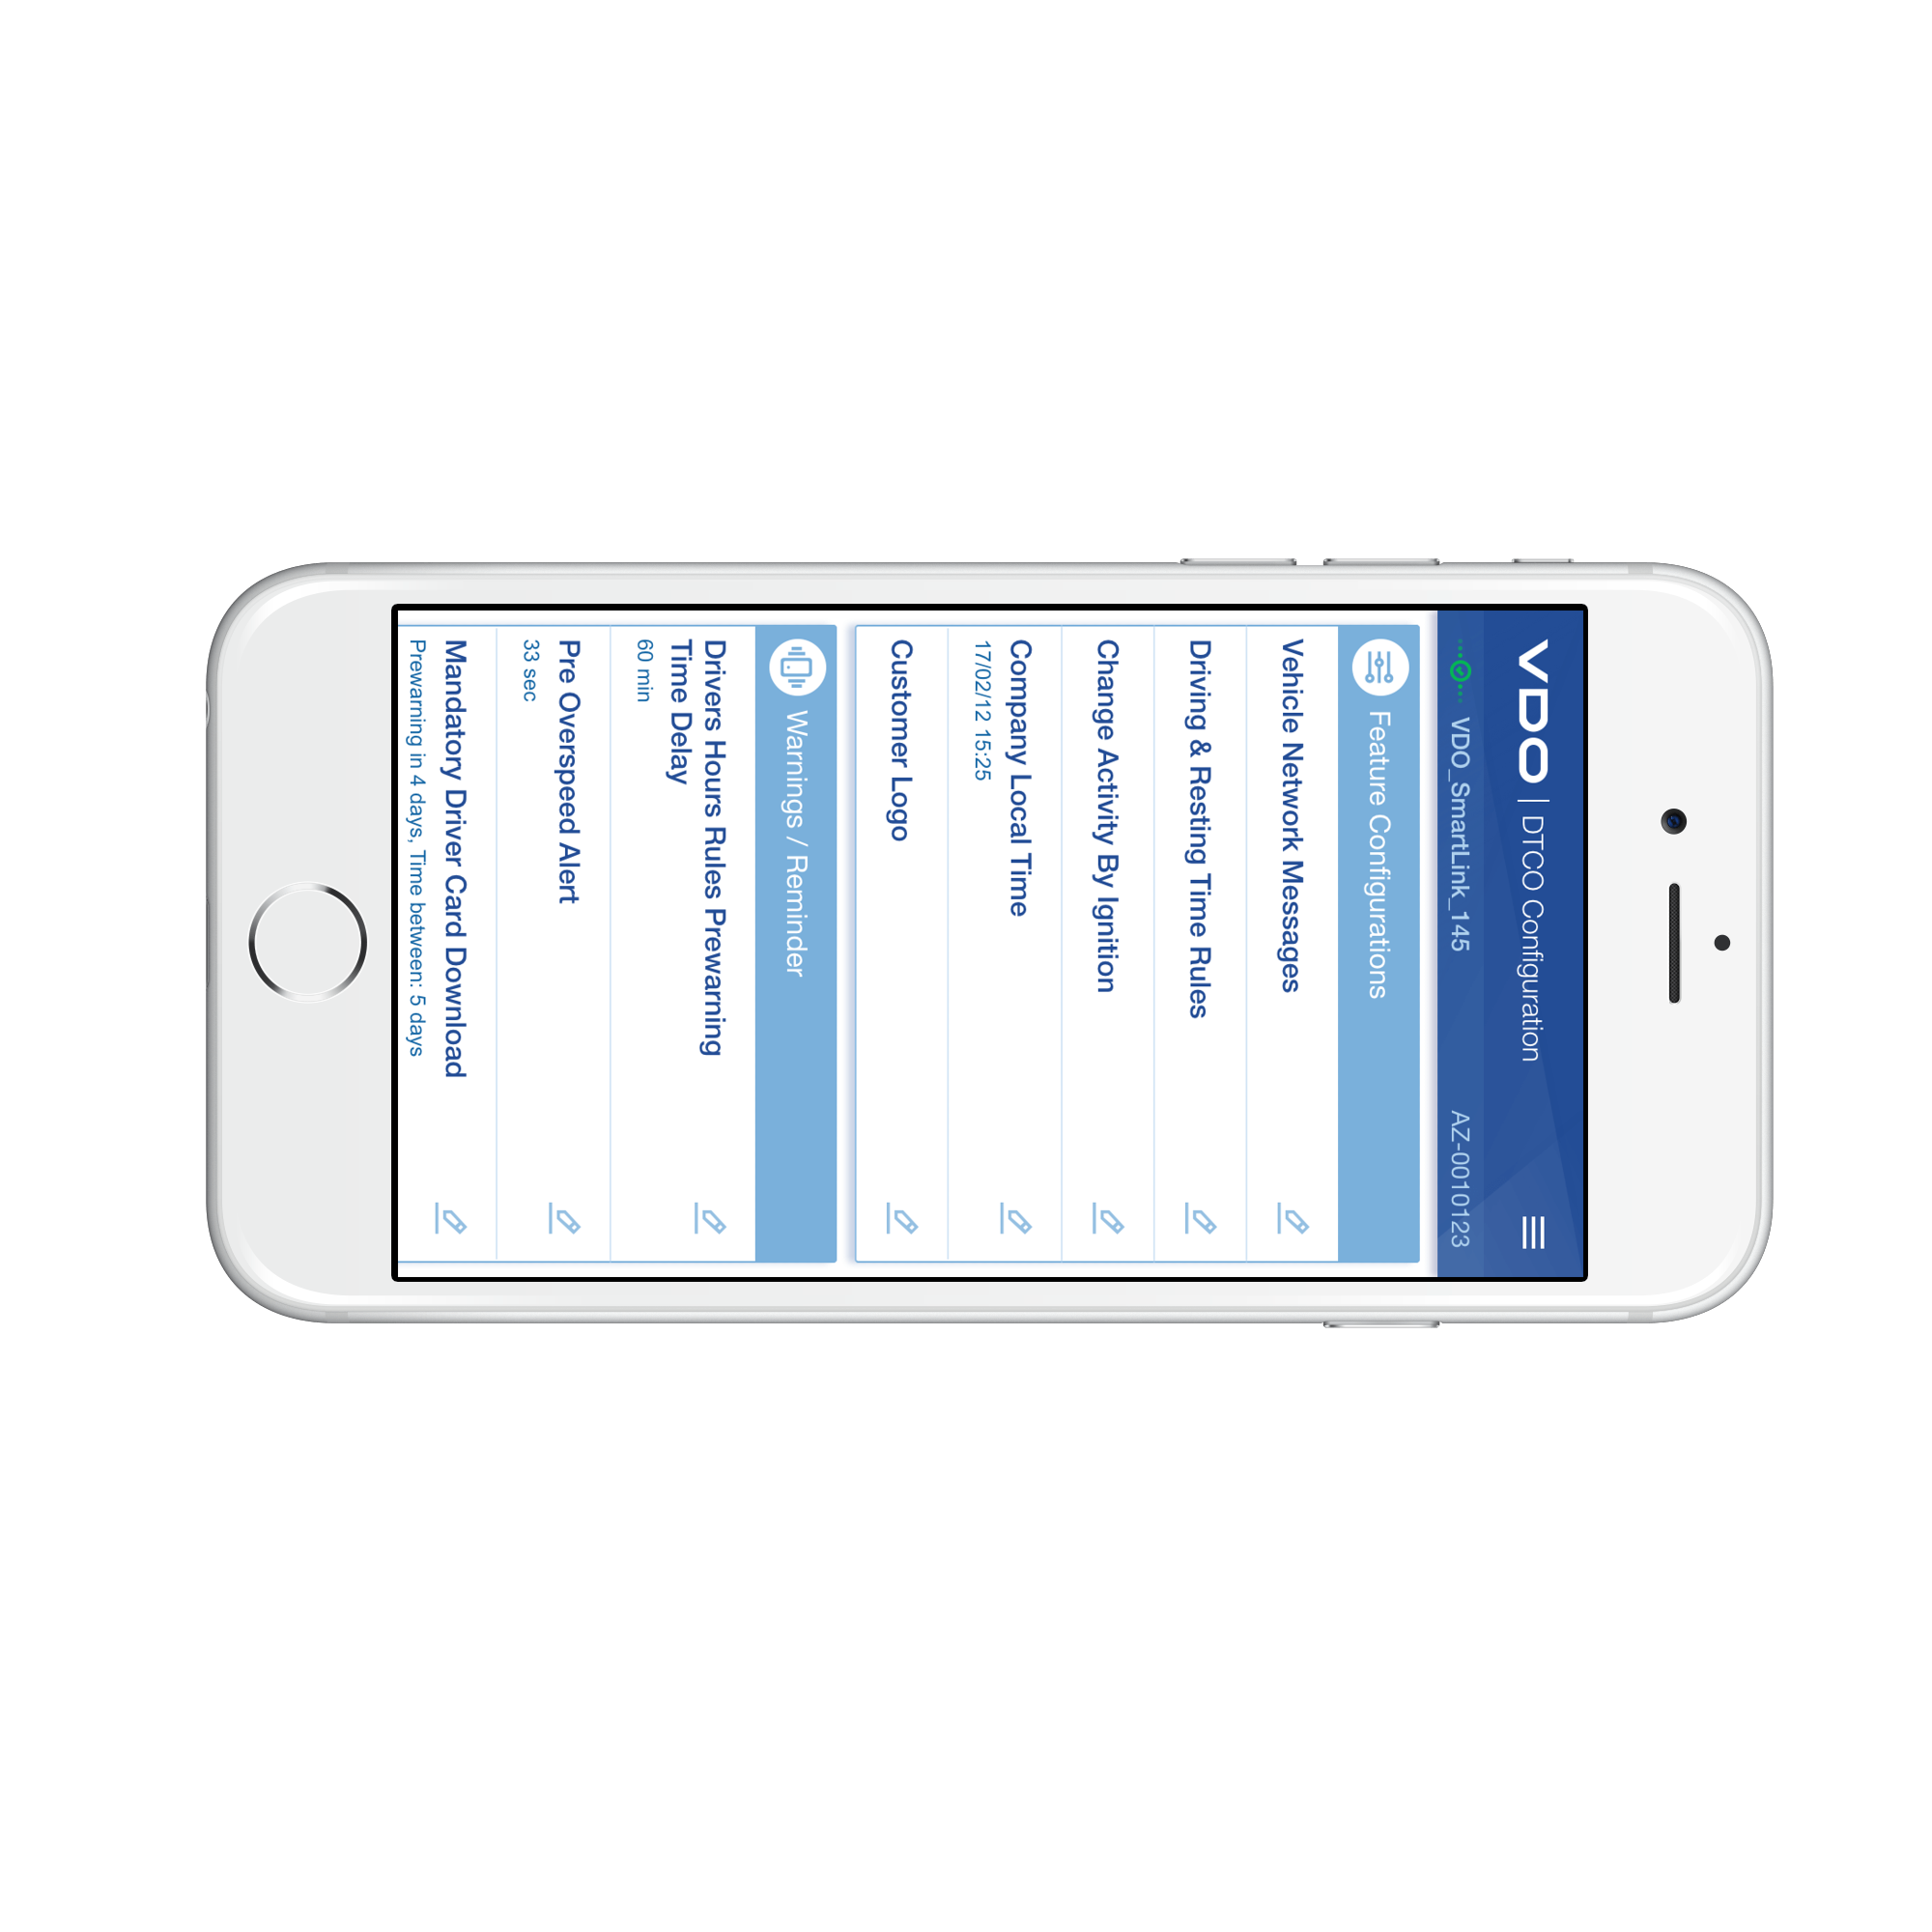 VDO | DTCO Configuration
VDO_SmartLink_145 AZ-0010123
Feature Configurations
Vehicle Network Messages
Driving & Resting Time Rules
Change Activity By Ignition
Company Local Time
17/02/12 15:25
Customer Logo
Warnings / Reminder
Drivers Hours Rules Prewarning
Time Delay
60 min
Pre Overspeed Alert
33 sec
Mandatory Driver Card Download
Prewarning in 4 days, Time between: 5 days